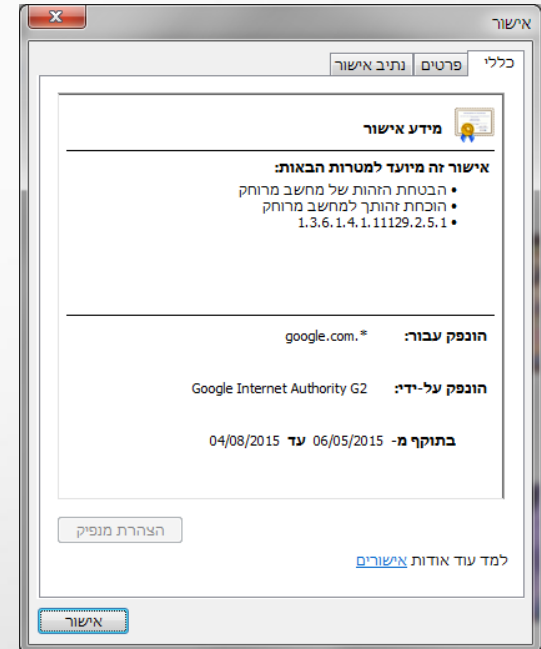 אישור
כללי
פרטים
נתיב אישור
מידע אישור
אישור זה מיועד למטרות הבאות:
• הבטחת הזהות של מחשב מרוחק
• הוכחת זהותך למחשב מרוחק
• 1.3.6.1.4.1.11129.2.5.1
הונפק עבור: google.com.*
הונפק על-ידי: Google Internet Authority G2
בתוקף מ- 06/05/2015 עד 04/08/2015
הצהרת מנפיק
למד עוד אודות אישורים
אישור